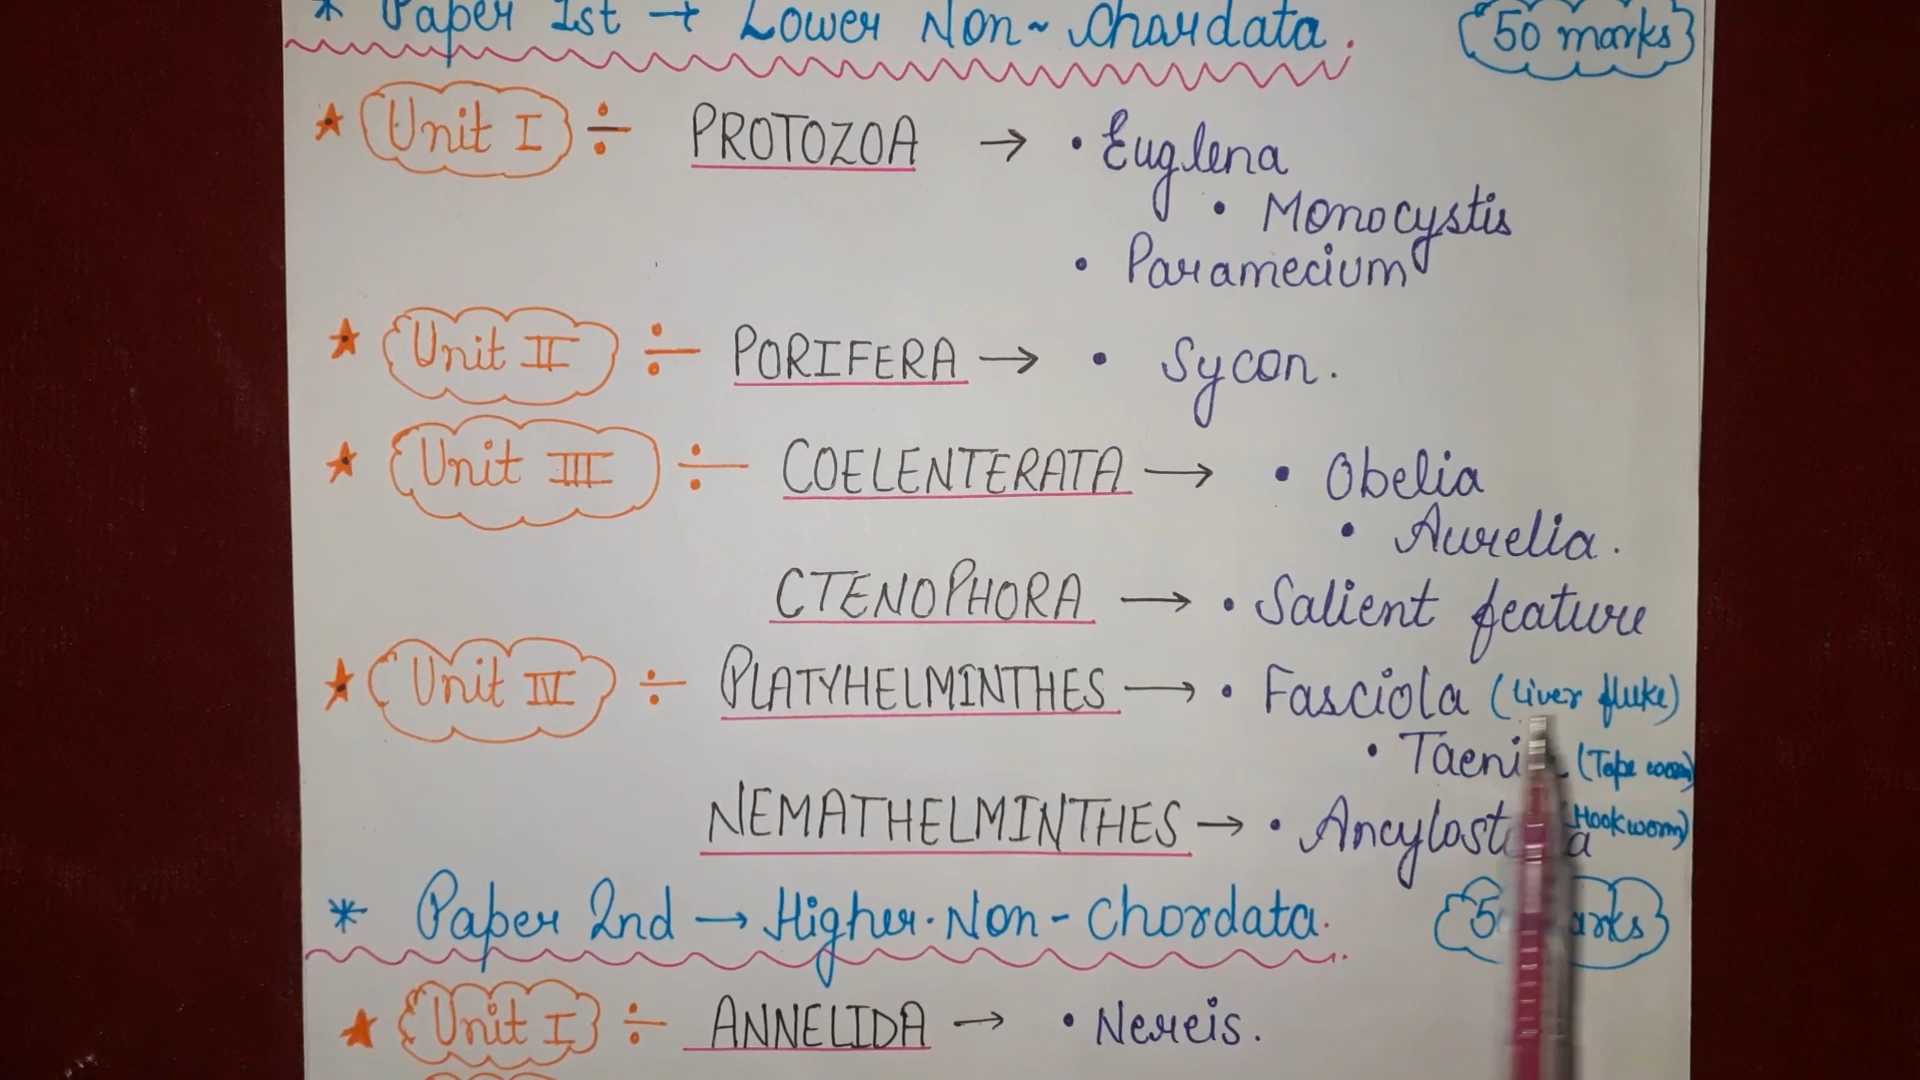 * Paper 1st → Lower Non~ Chordata. 50 marks
★ Unit I ÷ PROTOZOA → • Euglena
• Monocystis
• Paramecium
★ Unit II ÷ PORIFERA → • Sycon.
★ Unit III ÷ COELENTERATA → • Obelia
• Aurelia.
CTENOPHORA → • Salient feature
★ Unit IV ÷ PLATYHELMINTHES → • Fasciola (Liver fluke)
• (Tape worm)
NEMATHELMINTHES → • (Hookworm)
* Paper 2nd → Higher·Non-Chordata.
★ Unit I ÷ ANNELIDA → • Nereis.